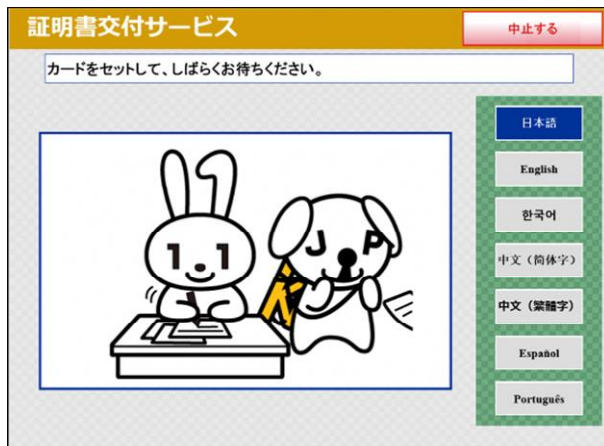 証明書交付サービス
中止する
カードをセットして、しばらくお待ちください。
日本語
English
한국어
中文（简体字）
中文（繁體字）
Español
Português
1 1
J P